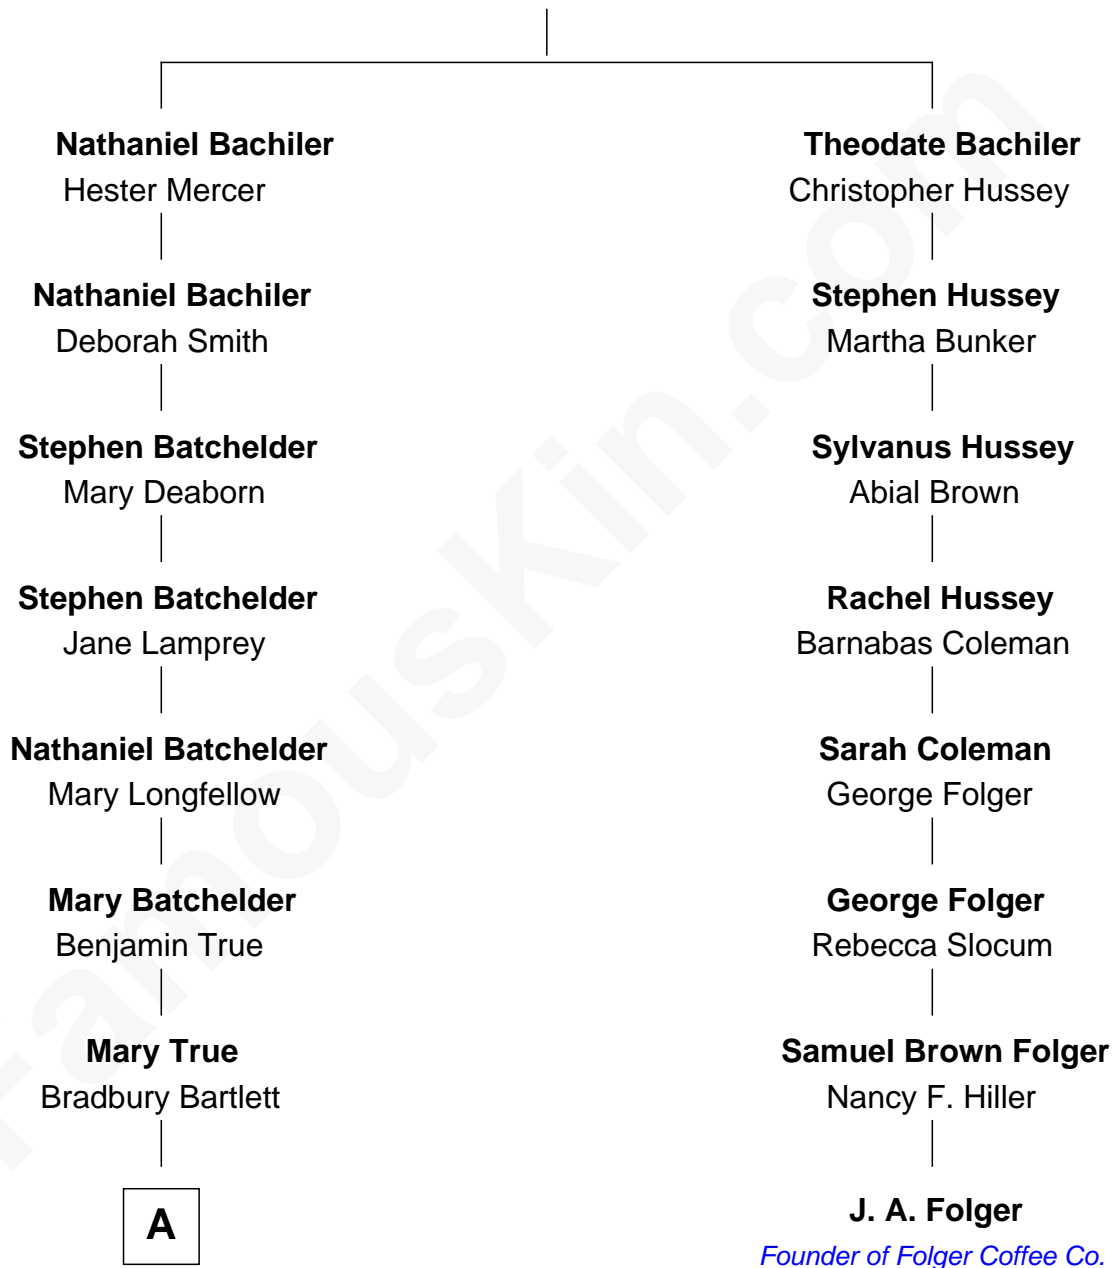 Nathaniel Bachiler
Hester Mercer
Nathaniel Bachiler
Deborah Smith
Stephen Batchelder
Mary Deaborn
Stephen Batchelder
Jane Lamprey
Nathaniel Batchelder
Mary Longfellow
Mary Batchelder
Benjamin True
Mary True
Bradbury Bartlett
A
Theodate Bachiler
Christopher Hussey
Stephen Hussey
Martha Bunker
Sylvanus Hussey
Abial Brown
Rachel Hussey
Barnabas Coleman
Sarah Coleman
George Folger
George Folger
Rebecca Slocum
Samuel Brown Folger
Nancy F. Hiller
J. A. Folger
Founder of Folger Coffee Co.
FamousKin.com